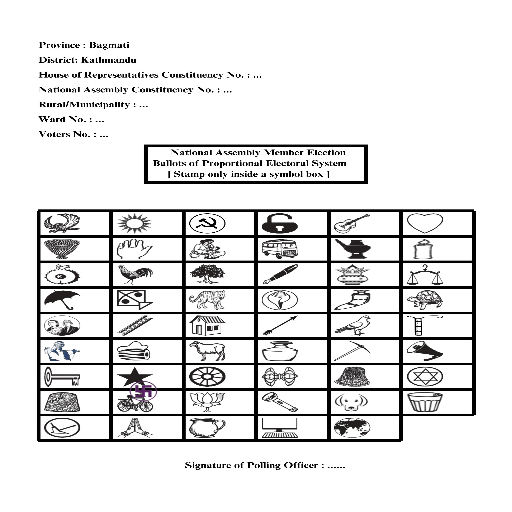 Province : Bagmati
District: Kathmandu
House of Representatives Constituency No. : ...
National Assembly Constituency No. : ...
Rural/Municipality : ...
Ward No. : ...
Voters No. : ...
National Assembly Member Election
Ballots of Proportional Electoral System
[ Stamp only inside a symbol box ]
Signature of Polling Officer : ......